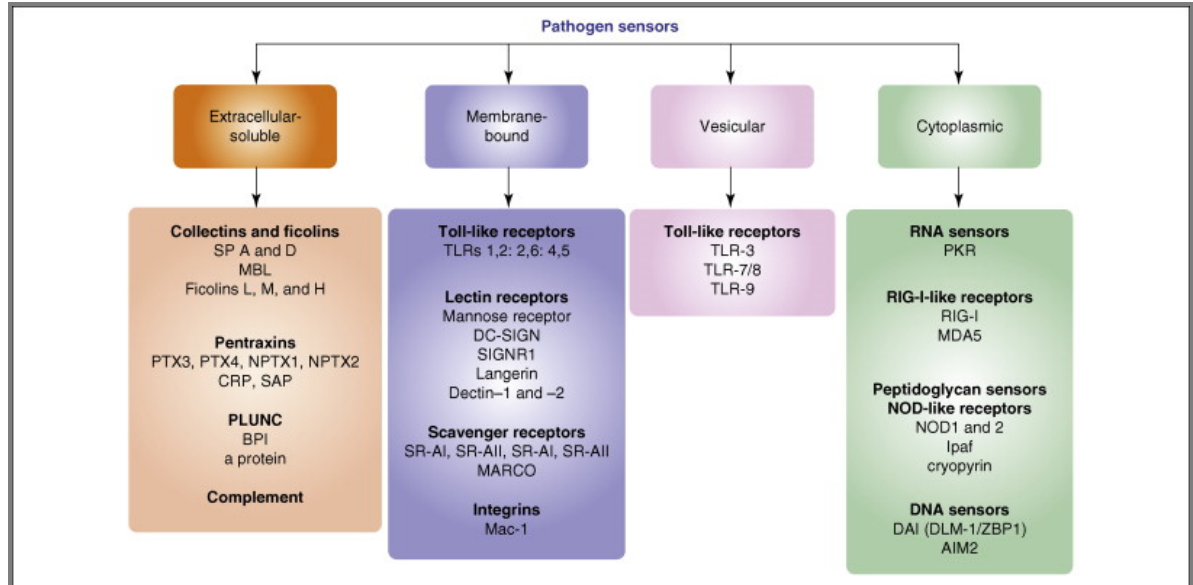 Pathogen sensors
Extracellular-
soluble
Membrane-
bound
Vesicular
Cytoplasmic
Collectins and ficolins
SP A and D
MBL
Ficolins L, M, and H
Pentraxins
PTX3, PTX4, NPTX1, NPTX2
CRP, SAP
PLUNC
BPI
a protein
Complement
Toll-like receptors
TLRs 1,2: 2,6: 4,5
Lectin receptors
Mannose receptor
DC-SIGN
SIGNR1
Langerin
Dectin–1 and –2
Scavenger receptors
SR-AI, SR-AII, SR-AI, SR-AII
MARCO
Integrins
Mac-1
Toll-like receptors
TLR-3
TLR-7/8
TLR-9
RNA sensors
PKR
RIG-I-like receptors
RIG-I
MDA5
Peptidoglycan sensors
NOD-like receptors
NOD1 and 2
Ipaf
cryopyrin
DNA sensors
DAI (DLM-1/ZBP1)
AIM2